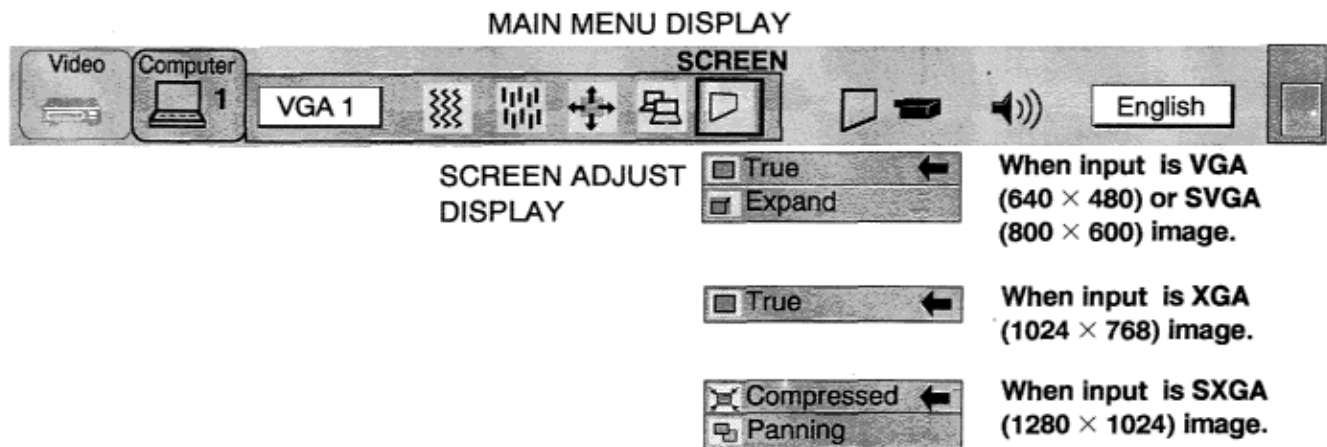 MAIN MENU DISPLAY
Video
Computer
SCREEN
1
VGA 1
English
SCREEN ADJUST
DISPLAY
True
Expand
When input is VGA
(640 × 480) or SVGA
(800 × 600) image.
True
When input is XGA
(1024 × 768) image.
Compressed
Panning
When input is SXGA
(1280 × 1024) image.